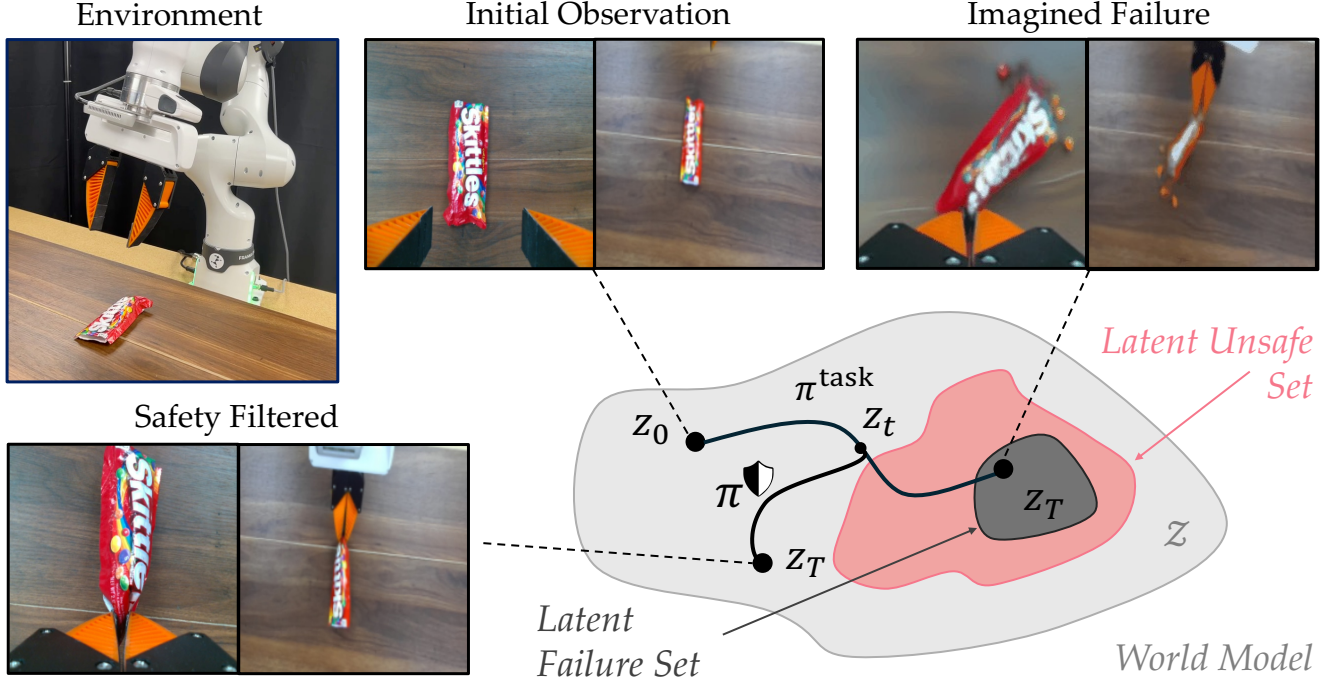 Environment
Initial Observation
Imagined Failure
Skittles
Skittles
Skittles
Latent Unsafe
Set
π^task
z_0
z_t
π
z_T
z_T
𝒵
Safety Filtered
Skittle
Latent
Failure Set
World Model